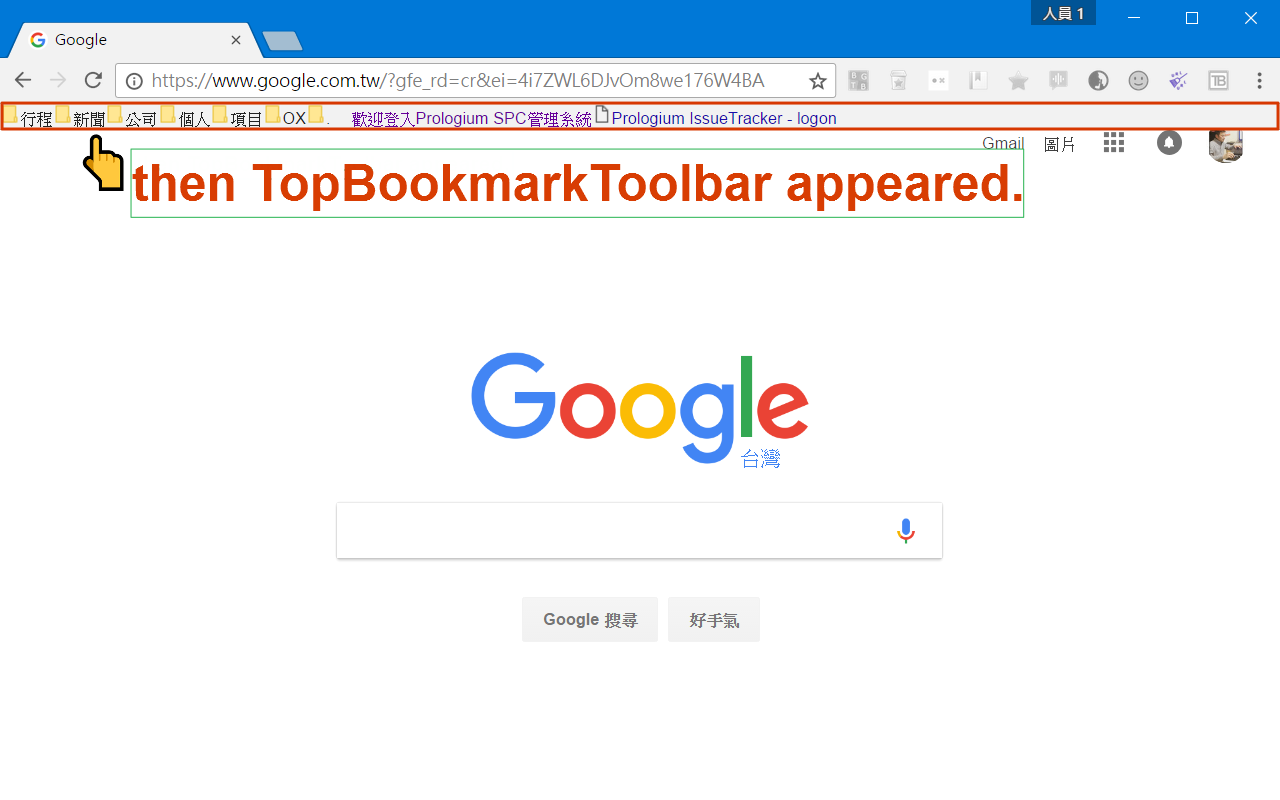 人員 1
Google
https://www.google.com.tw/?gfe_rd=cr&ei=4i7ZWL6DJvOm8we176W4BA
行程 新聞 公司 個人 項目 OX . 歡迎登入Prologium SPC管理系統 Prologium IssueTracker - logon
Gmail 圖片
then TopBookmarkToolbar appeared.
Google
台灣
Google 搜尋 好手氣